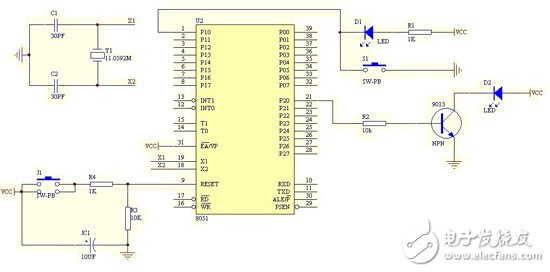 C1
X1
30PF
Y1
11.0592M
C2
X2
30PF
U2
1 P10 P00 39
2 P11 P01 38
3 P12 P02 37
4 P13 P03 36
5 P14 P04 35
6 P15 P05 34
7 P16 P06 33
8 P17 P07 32
13 INT1 P20 21
12 INT0 P21 22
P22 23
15 T1 P23 24
14 T0 P24 25
P25 26
VCC 31 EA/VP P26 27
P27 28
X1 19 X1
X2 18 X2
9 RESET RXD 10
TXD 11
17 RD ALE/P 30
16 WR PSEN 29
8051
D1
LED
R1
1K
VCC
S1
SW-PB
D2
LED
VCC
R2
10k
9013
NPN
J1
VCC
SW-PB
R4
1K
R3
10K
JC1
10UF
电子发烧友
www.elecfans.com